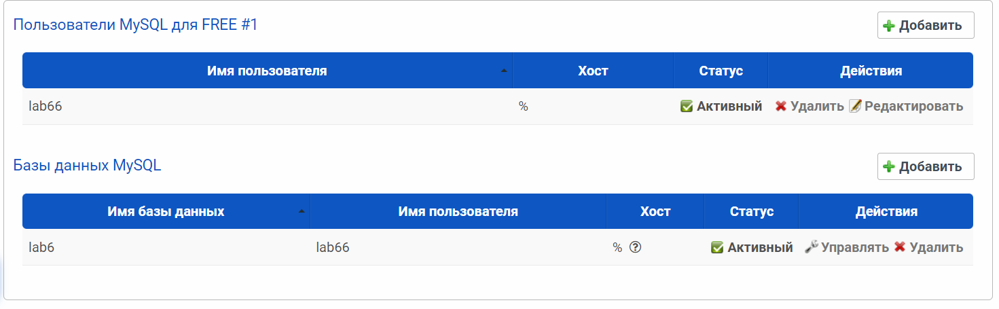 Пользователи MySQL для FREE #1
Добавить
Имя пользователя Хост Статус Действия
lab66 % Активный Удалить Редактировать
Базы данных MySQL
Добавить
Имя базы данных Имя пользователя Хост Статус Действия
lab6 lab66 % ? Активный Управлять Удалить